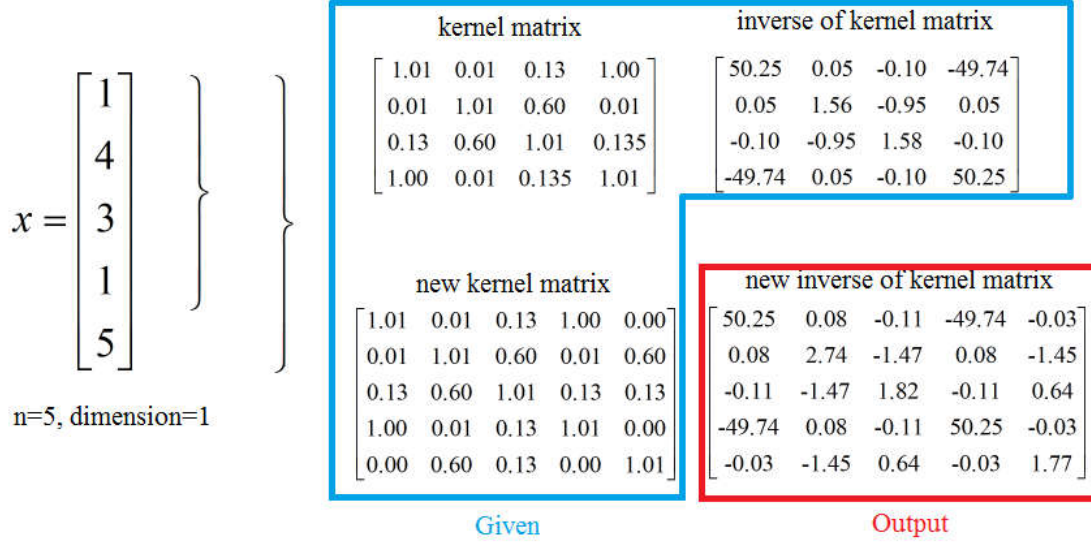 kernel matrix
1.01 0.01 0.13 1.00
0.01 1.01 0.60 0.01
0.13 0.60 1.01 0.135
1.00 0.01 0.135 1.01
inverse of kernel matrix
50.25 0.05 -0.10 -49.74
0.05 1.56 -0.95 0.05
-0.10 -0.95 1.58 -0.10
-49.74 0.05 -0.10 50.25
x =
1
4
3
1
5
n=5, dimension=1
new kernel matrix
1.01 0.01 0.13 1.00 0.00
0.01 1.01 0.60 0.01 0.60
0.13 0.60 1.01 0.13 0.13
1.00 0.01 0.13 1.01 0.00
0.00 0.60 0.13 0.00 1.01
new inverse of kernel matrix
50.25 0.08 -0.11 -49.74 -0.03
0.08 2.74 -1.47 0.08 -1.45
-0.11 -1.47 1.82 -0.11 0.64
-49.74 0.08 -0.11 50.25 -0.03
-0.03 -1.45 0.64 -0.03 1.77
Given
Output